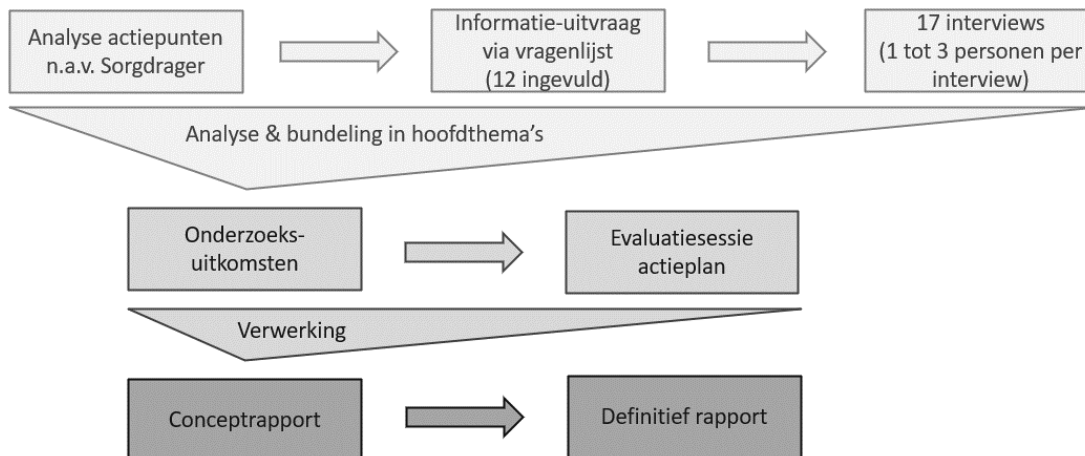 Analyse actiepunten
n.a.v. Sorgdrager
Informatie-uitvraag
via vragenlijst
(12 ingevuld)
17 interviews
(1 tot 3 personen per
interview)
Analyse & bundeling in hoofdthema's
Onderzoeks-
uitkomsten
Evaluatiesessie
actieplan
Verwerking
Conceptrapport
Definitief rapport